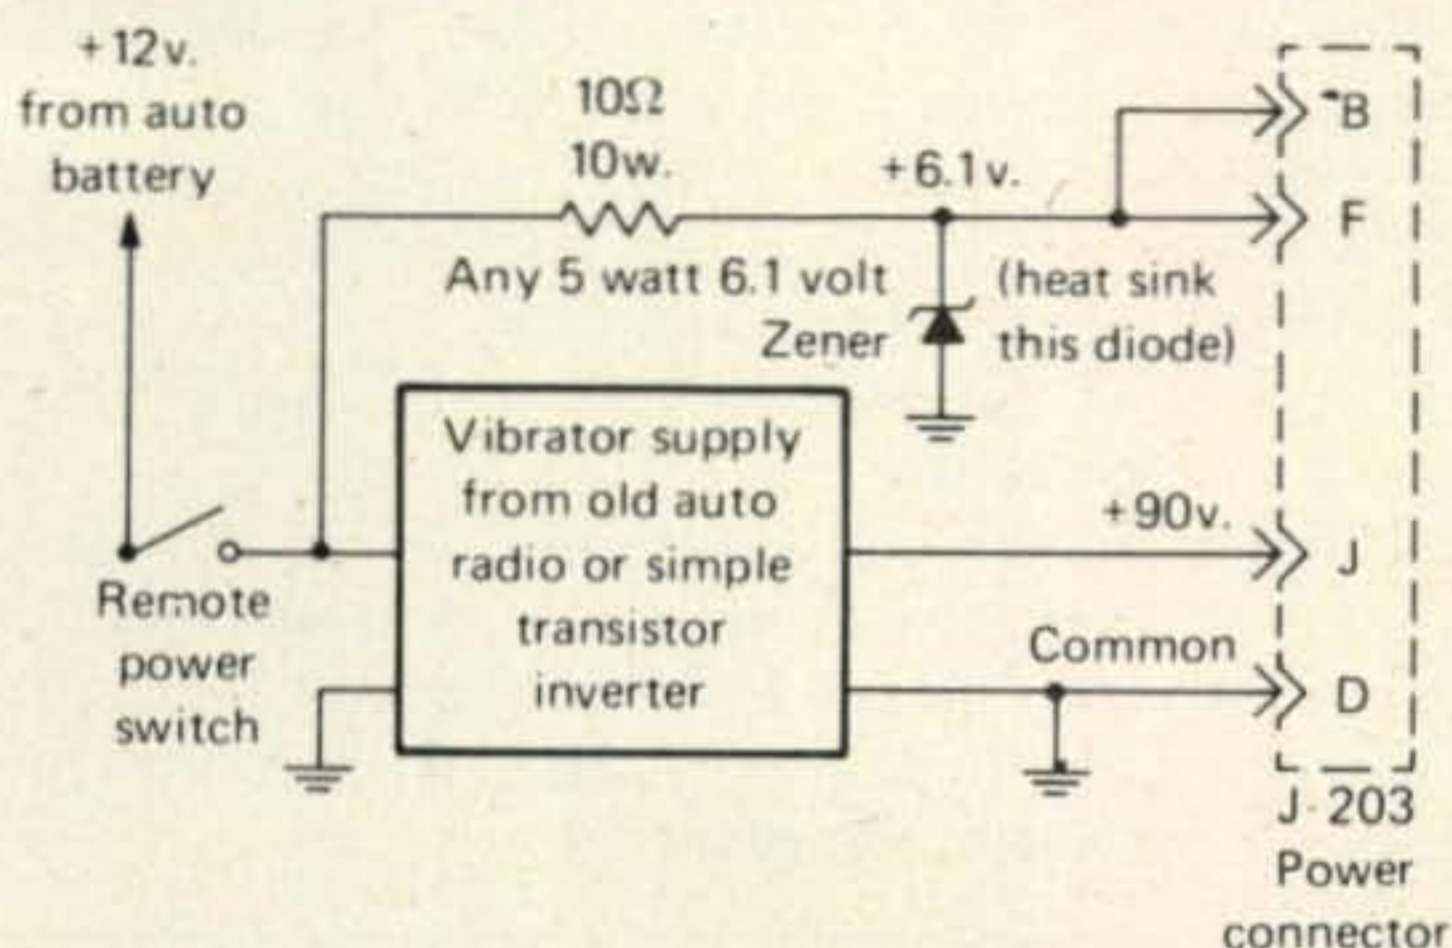 +12v.
from auto
battery
10Ω
10w.
+6.1v.
B
F
Any 5 watt 6.1 volt
Zener
(heat sink
this diode)
Vibrator supply
from old auto
radio or simple
transistor
inverter
+90v.
J
Remote
power
switch
Common
D
J-203
Power
connector